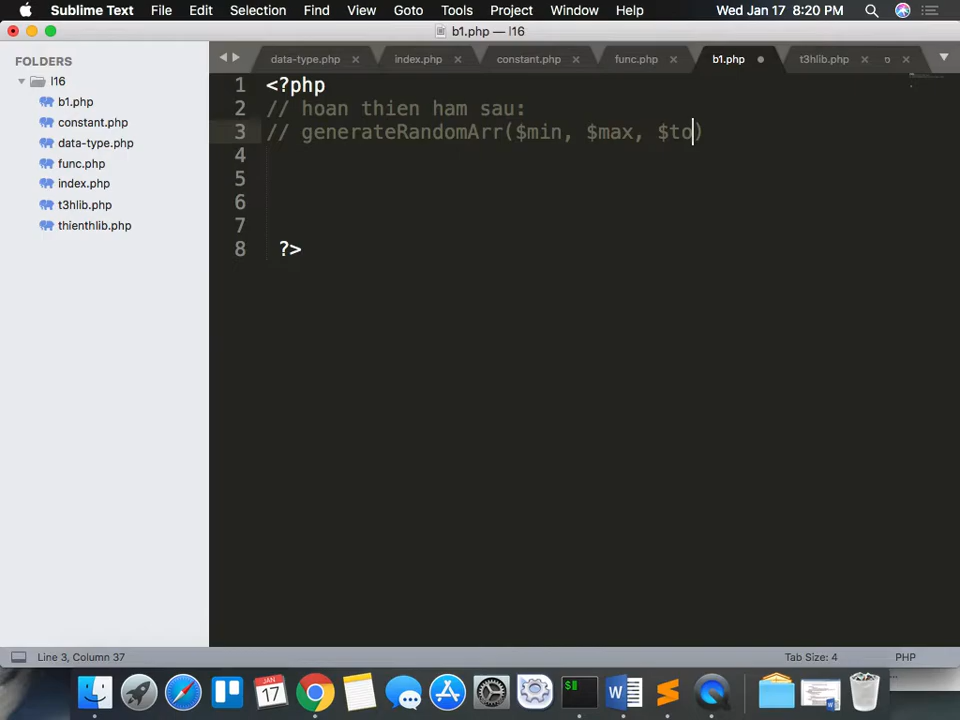 Sublime Text File Edit Selection Find View Goto Tools Project Window Help Wed Jan 17 8:20 PM
b1.php — l16
FOLDERS
l16
b1.php
constant.php
data-type.php
func.php
index.php
t3hlib.php
thienthlib.php
data-type.php index.php constant.php func.php b1.php t3hlib.php
1 <?php
2 // hoan thien ham sau:
3 // generateRandomArr($min, $max, $to)
4
5
6
7
8 ?>
Line 3, Column 37 Tab Size: 4 PHP
17